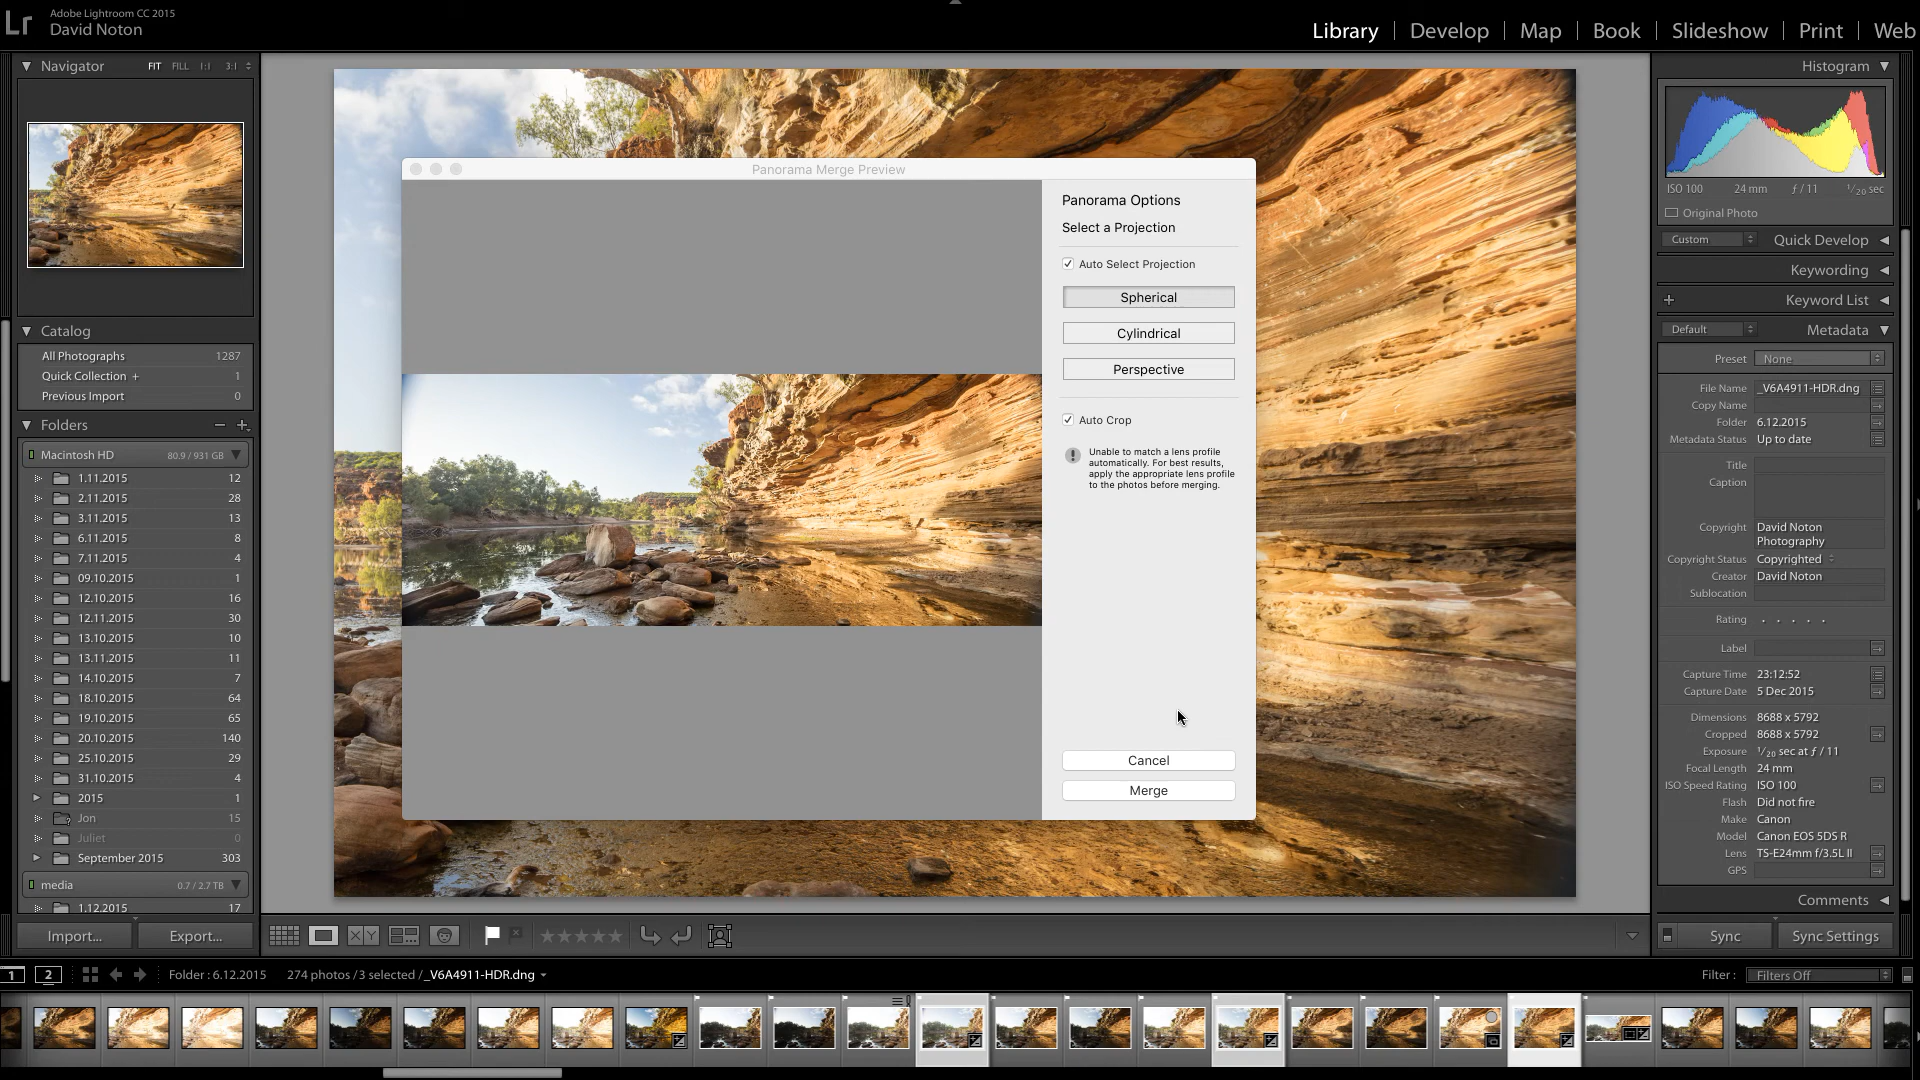 Lr
Adobe Lightroom CC 2015
David Noton
Library
Develop
Map
Book
Slideshow
Print
Web
Navigator
FIT
FILL
1:1
3:1
Catalog
All Photographs 1287
Quick Collection + 1
Previous Import 0
Folders
Macintosh HD 80.9 / 931 GB
1.11.2015 12
2.11.2015 28
3.11.2015 13
6.11.2015 8
7.11.2015 4
09.10.2015 1
12.10.2015 16
12.11.2015 30
13.10.2015 10
13.11.2015 11
14.10.2015 7
18.10.2015 64
19.10.2015 65
20.10.2015 140
25.10.2015 29
31.10.2015 4
2015 1
Jon 15
Juliet 0
September 2015 303
media 0.7 / 2.7 TB
1.12.2015 17
Import...
Export...
Panorama Merge Preview
Panorama Options
Select a Projection
Auto Select Projection
Spherical
Cylindrical
Perspective
Auto Crop
Unable to match a lens profile
automatically. For best results,
apply the appropriate lens profile
to the photos before merging.
Cancel
Merge
Histogram
ISO 100 24 mm ƒ / 11 1/20 sec
Original Photo
Custom Quick Develop
Keywording
+ Keyword List
Default Metadata
Preset None
File Name _V6A4911-HDR.dng
Copy Name
Folder 6.12.2015
Metadata Status Up to date
Title
Caption
Copyright David Noton
Photography
Copyright Status Copyrighted
Creator David Noton
Sublocation
Rating . . . . .
Label
Capture Time 23:12:52
Capture Date 5 Dec 2015
Dimensions 8688 x 5792
Cropped 8688 x 5792
Exposure 1/20 sec at ƒ / 11
Focal Length 24 mm
ISO Speed Rating ISO 100
Flash Did not fire
Make Canon
Model Canon EOS 5DS R
Lens TS-E24mm f/3.5L II
GPS
Comments
Sync
Sync Settings
X Y
1
2
Folder : 6.12.2015
274 photos / 3 selected / _V6A4911-HDR.dng
Filter :
Filters Off